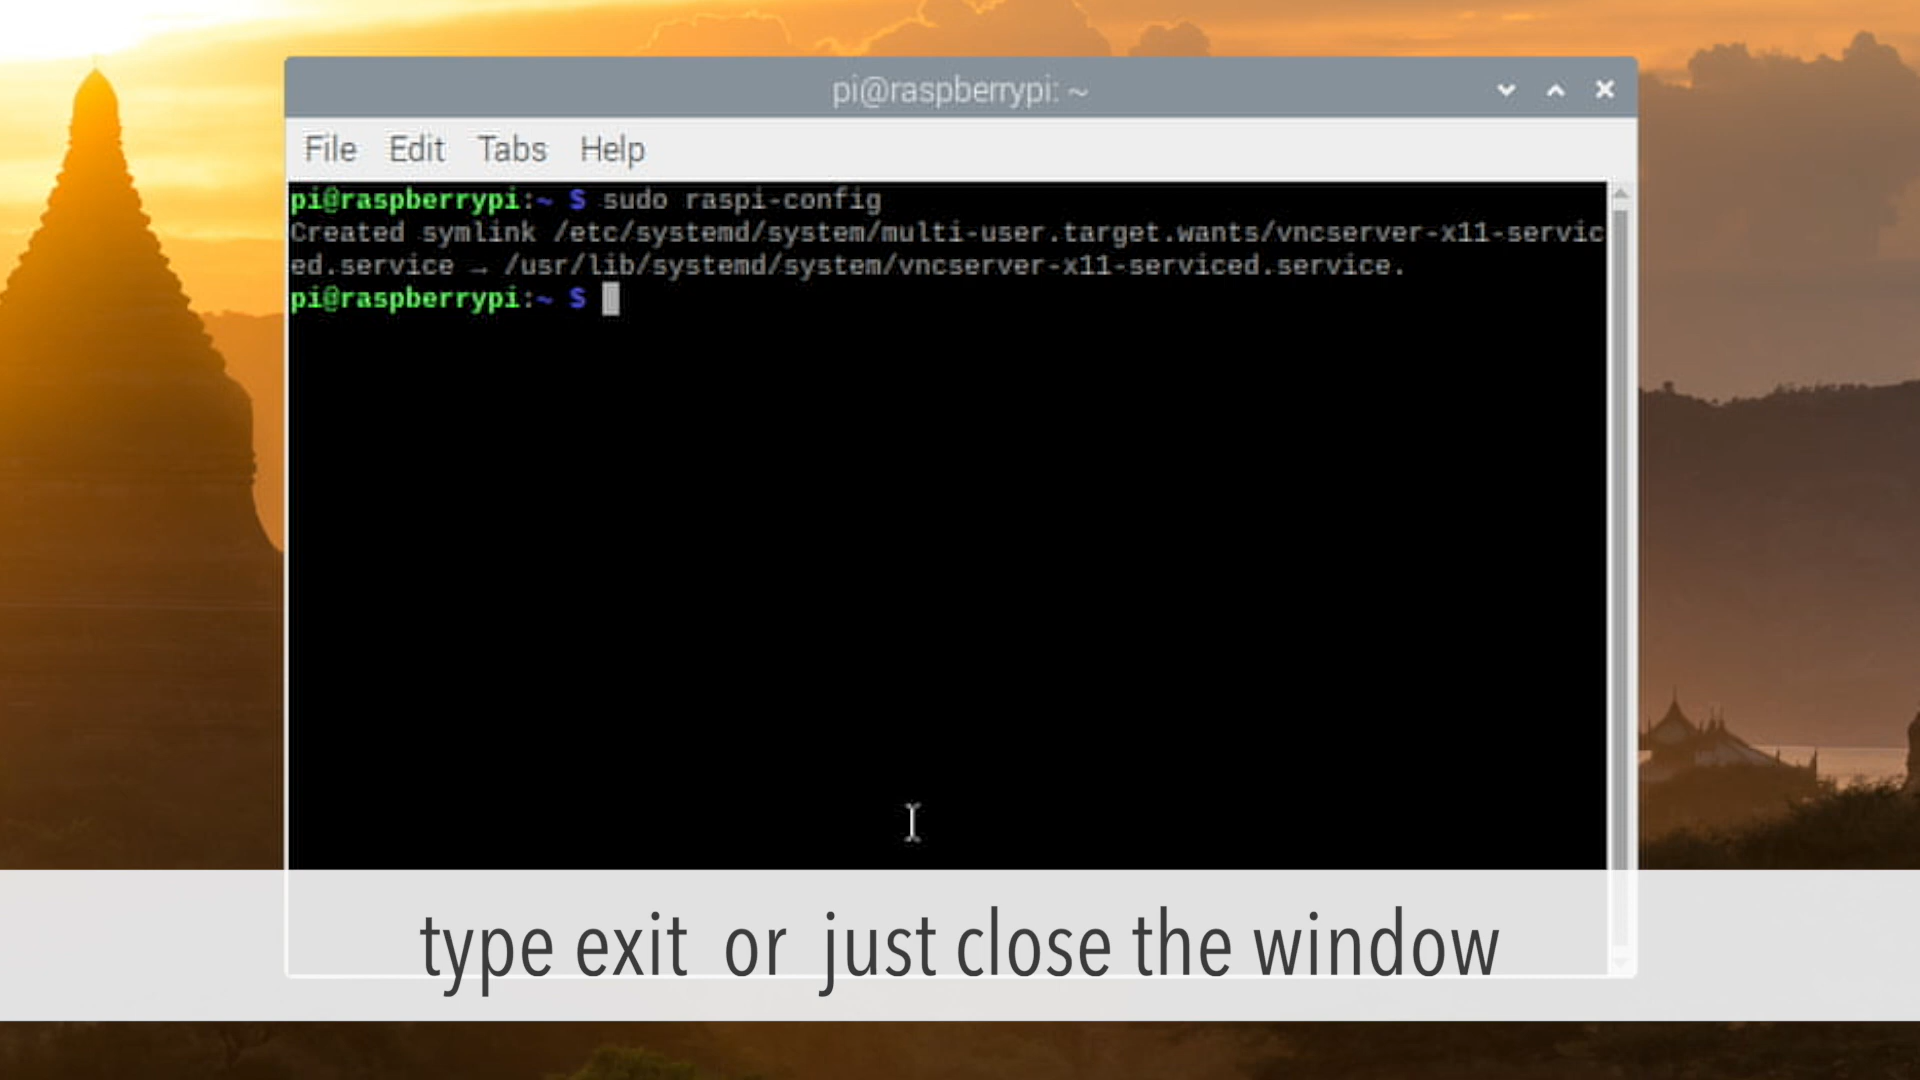 pi@raspberrypi: ~
File Edit Tabs Help
pi@raspberrypi:~ $ sudo raspi-config
Created symlink /etc/systemd/system/multi-user.target.wants/vncserver-x11-servic
ed.service → /usr/lib/systemd/system/vncserver-x11-serviced.service.
pi@raspberrypi:~ $
type exit or just close the window